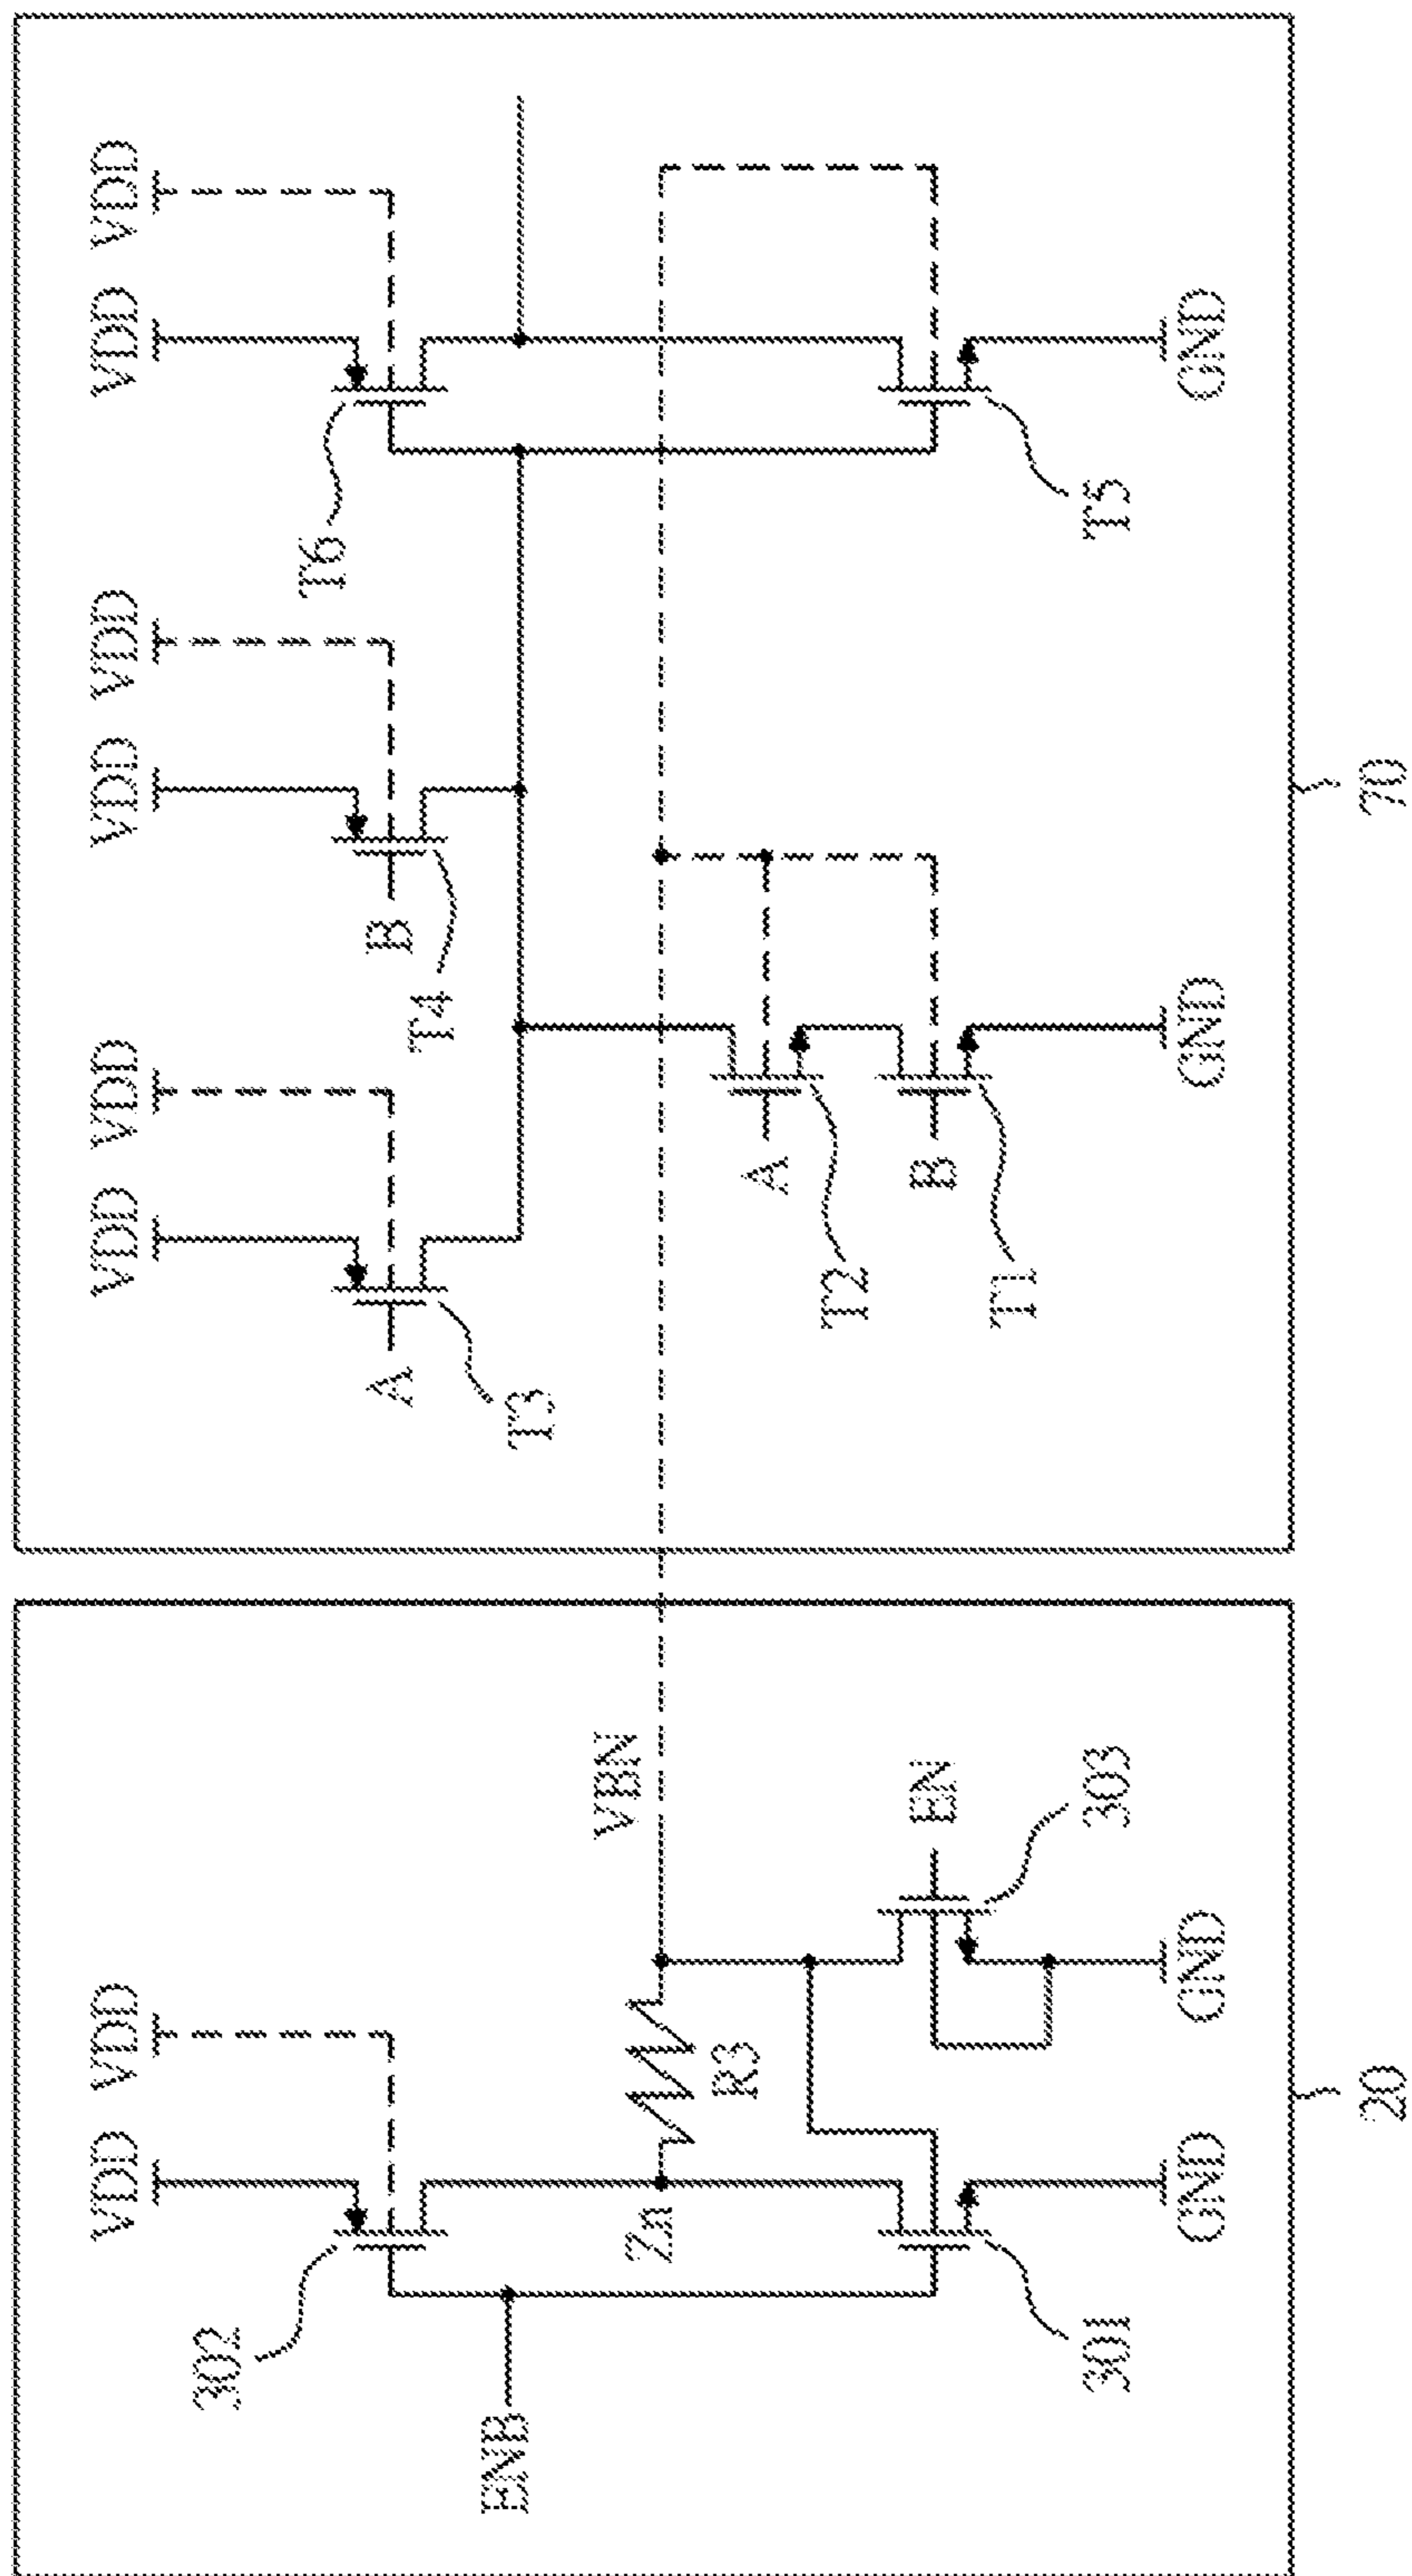 VDD
VDD
VDD
VDD
VDD
VDD
VDD
VDD
302
ENB
Zn
R3
VBN
EN
303
301
GND
GND
20
A
T3
B
T4
T6
A
T2
B
T1
T5
GND
GND
70